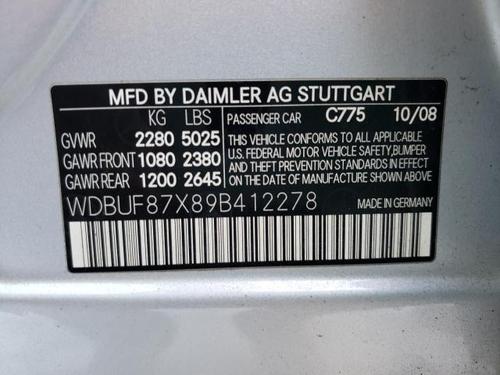 MFD BY DAIMLER AG STUTTGART
KG LBS PASSENGER CAR C775 10/08
GVWR 2280 5025
GAWR FRONT 1080 2380
GAWR REAR 1200 2645
THIS VEHICLE CONFORMS TO ALL APPLICABLE
U.S. FEDERAL MOTOR VEHICLE SAFETY, BUMPER
AND THEFT PREVENTION STANDARDS IN EFFECT
ON THE DATE OF MANUFACTURE SHOWN ABOVE.
WDBUF87X89B412278
MADE IN GERMANY